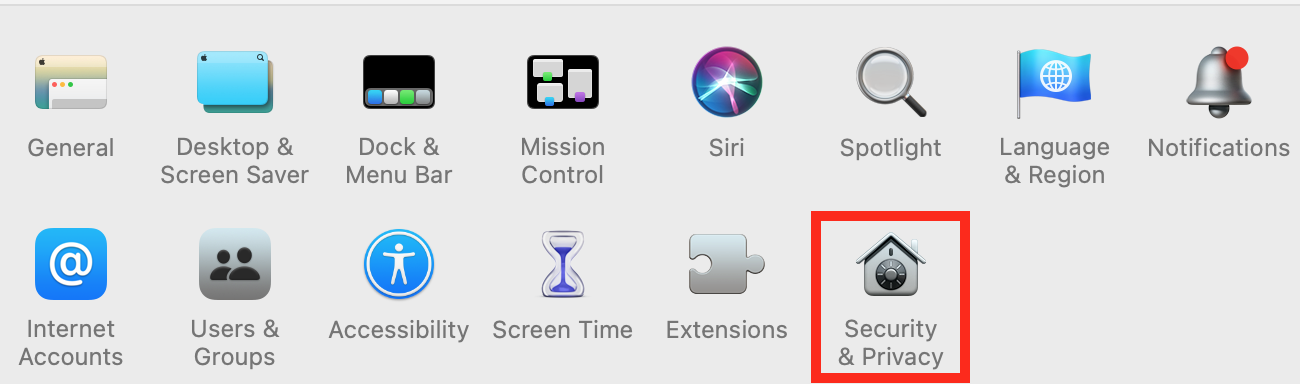 General
Desktop &
Screen Saver
Dock &
Menu Bar
Mission
Control
Siri
Spotlight
Language
& Region
Notifications
Internet
Accounts
Users &
Groups
Accessibility
Screen Time
Extensions
Security
& Privacy